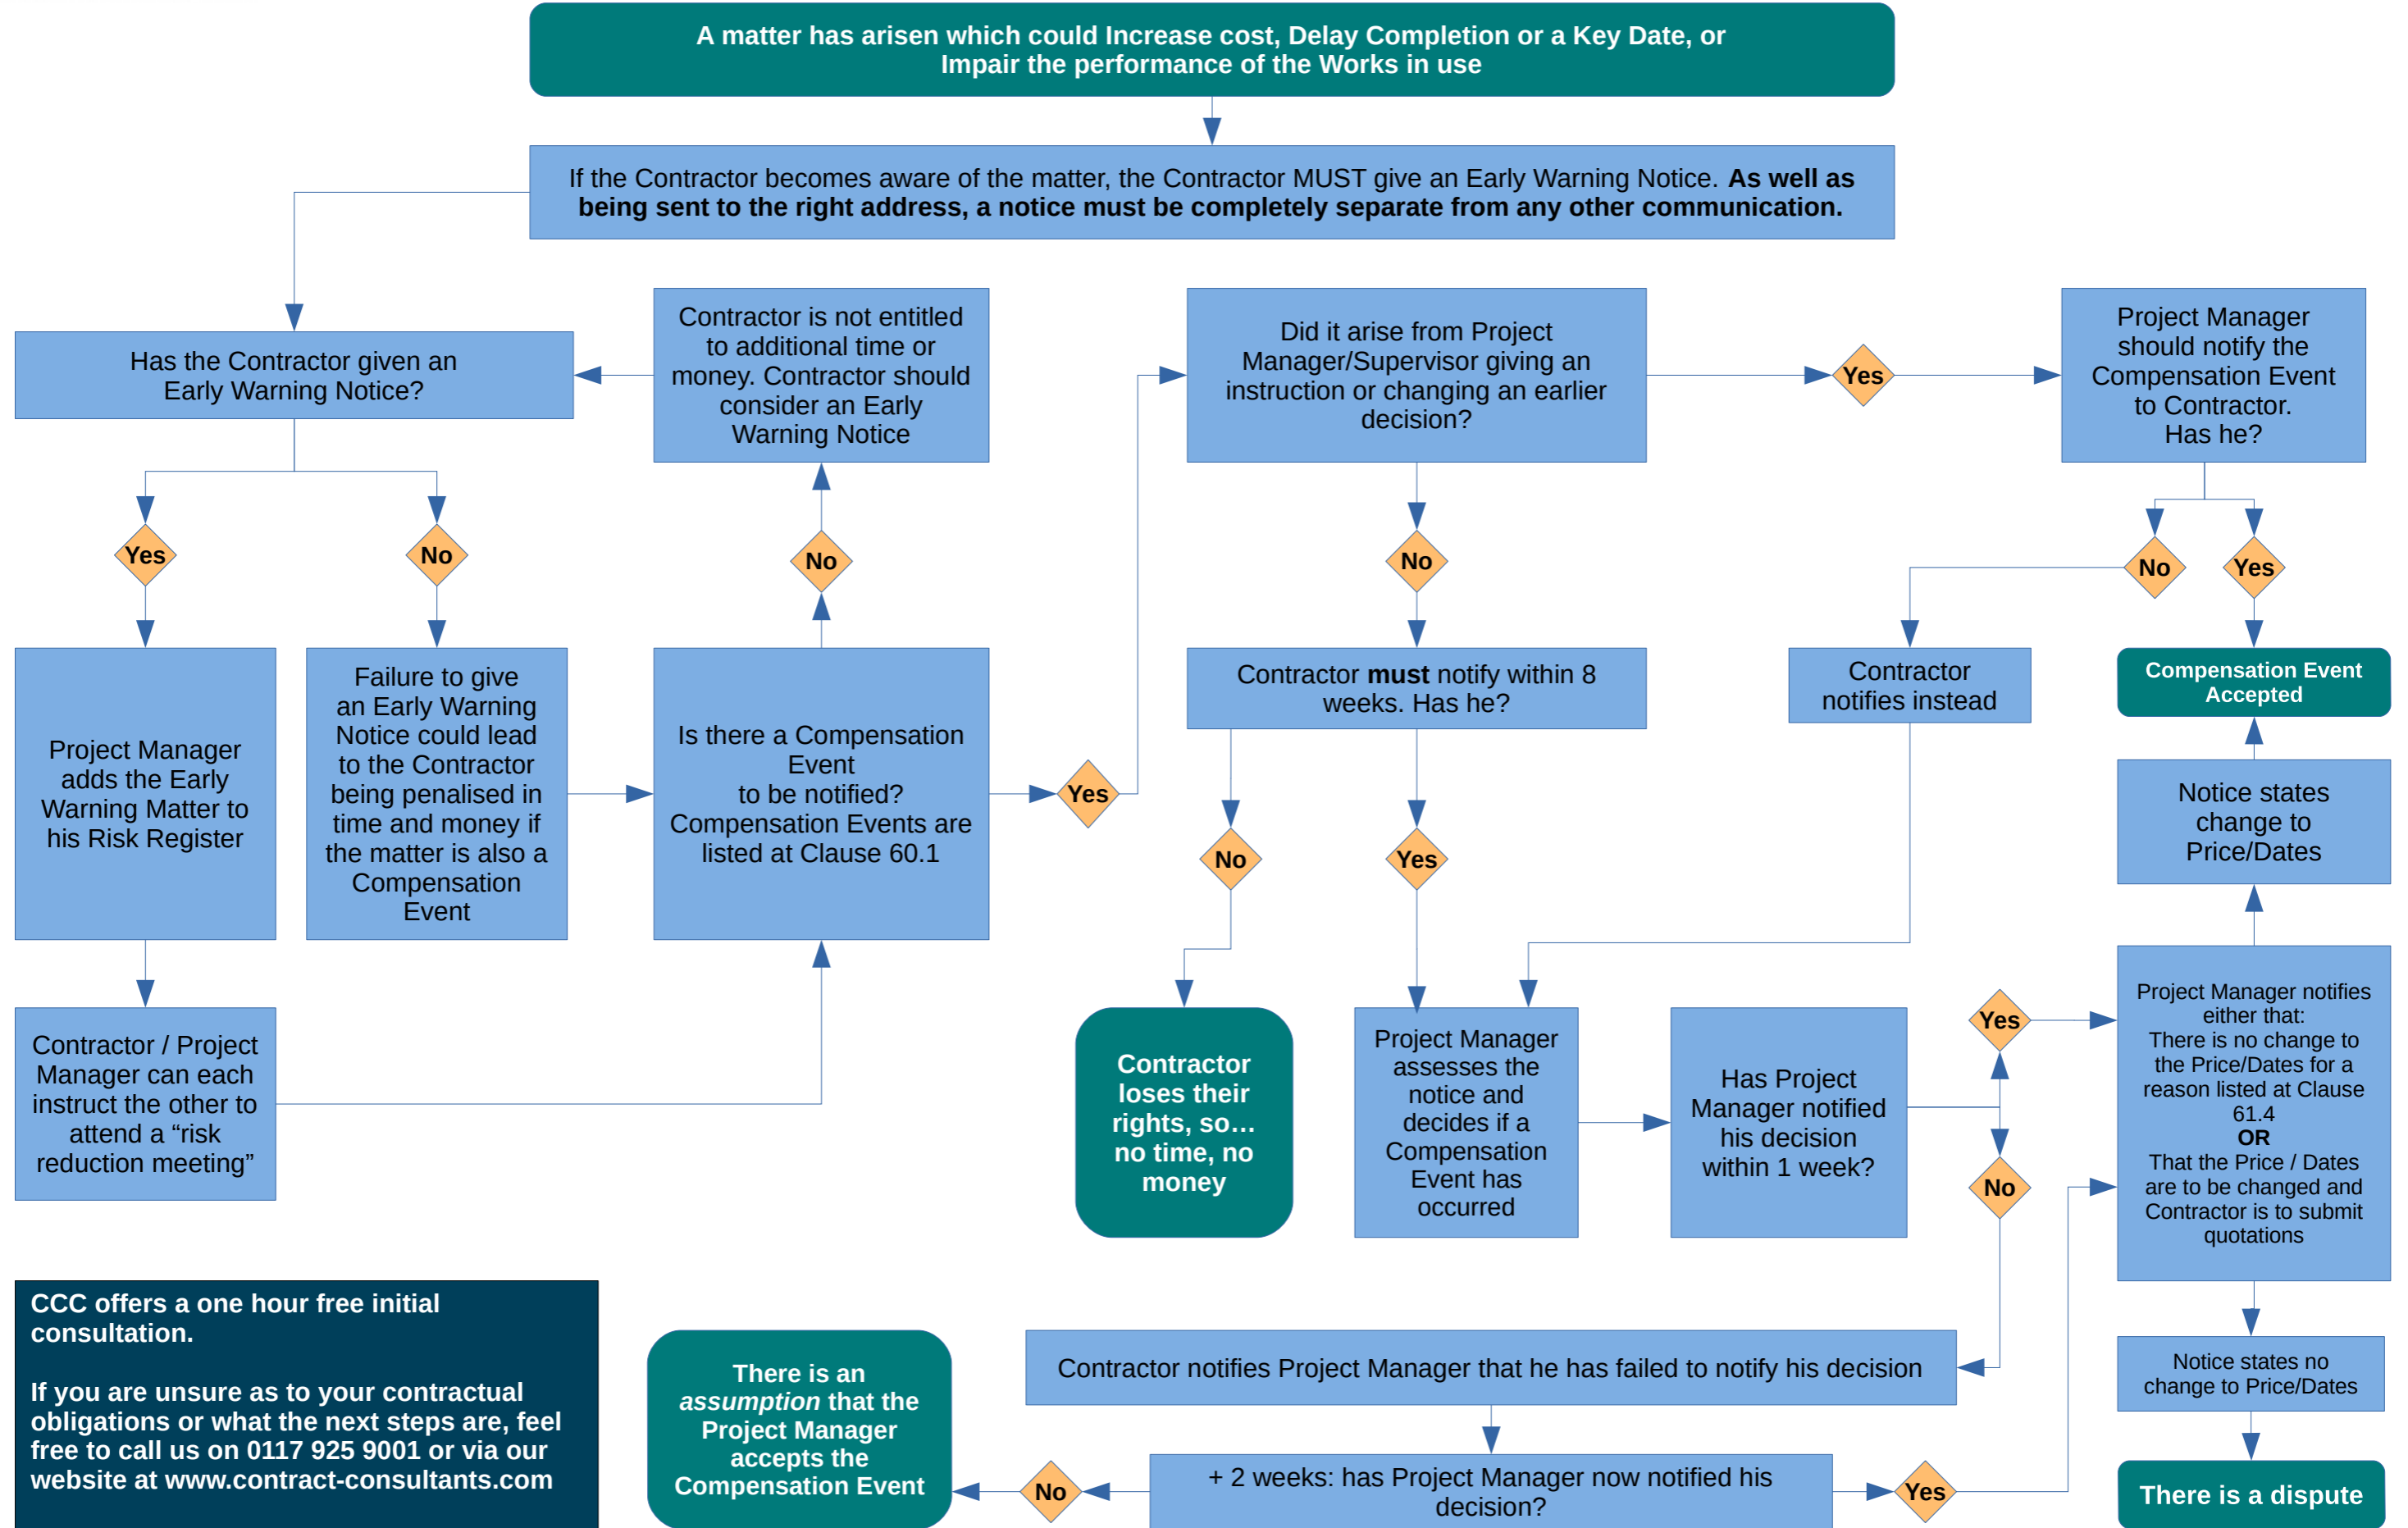 A matter has arisen which could Increase cost, Delay Completion or a Key Date, or
Impair the performance of the Works in use
If the Contractor becomes aware of the matter, the Contractor MUST give an Early Warning Notice. As well as
being sent to the right address, a notice must be completely separate from any other communication.
Has the Contractor given an
Early Warning Notice?
Contractor is not entitled
to additional time or
money. Contractor should
consider an Early
Warning Notice
Did it arise from Project
Manager/Supervisor giving an
instruction or changing an earlier
decision?
Yes
Project Manager
should notify the
Compensation Event
to Contractor.
Has he?
Yes
No
No
No
No
Yes
Project Manager
adds the Early
Warning Matter to
his Risk Register
Failure to give
an Early Warning
Notice could lead
to the Contractor
being penalised in
time and money if
the matter is also a
Compensation
Event
Is there a Compensation
Event
to be notified?
Compensation Events are
listed at Clause 60.1
Yes
Contractor must notify within 8
weeks. Has he?
Contractor
notifies instead
Compensation Event
Accepted
Notice states
change to
Price/Dates
No
Yes
Contractor / Project
Manager can each
instruct the other to
attend a “risk
reduction meeting”
Contractor
loses their
rights, so…
no time, no
money
Project Manager
assesses the
notice and
decides if a
Compensation
Event has
occurred
Has Project
Manager notified
his decision
within 1 week?
Yes
No
Project Manager notifies
either that:
There is no change to
the Price/Dates for a
reason listed at Clause
61.4
OR
That the Price / Dates
are to be changed and
Contractor is to submit
quotations
CCC offers a one hour free initial
consultation.
If you are unsure as to your contractual
obligations or what the next steps are, feel
free to call us on 0117 925 9001 or via our
website at www.contract-consultants.com
There is an
assumption that the
Project Manager
accepts the
Compensation Event
Contractor notifies Project Manager that he has failed to notify his decision
Notice states no
change to Price/Dates
No
+ 2 weeks: has Project Manager now notified his
decision?
Yes
There is a dispute